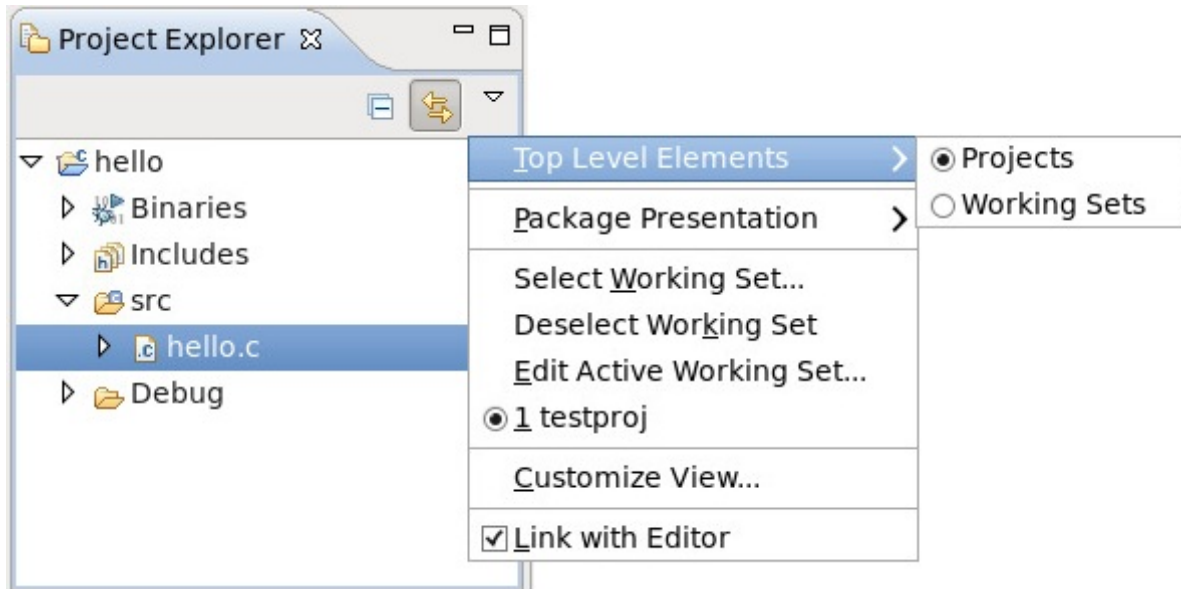 Project Explorer
hello
Binaries
Includes
src
hello.c
Debug
Top Level Elements
Package Presentation
Select Working Set...
Deselect Working Set
Edit Active Working Set...
1 testproj
Customize View...
Link with Editor
Projects
Working Sets